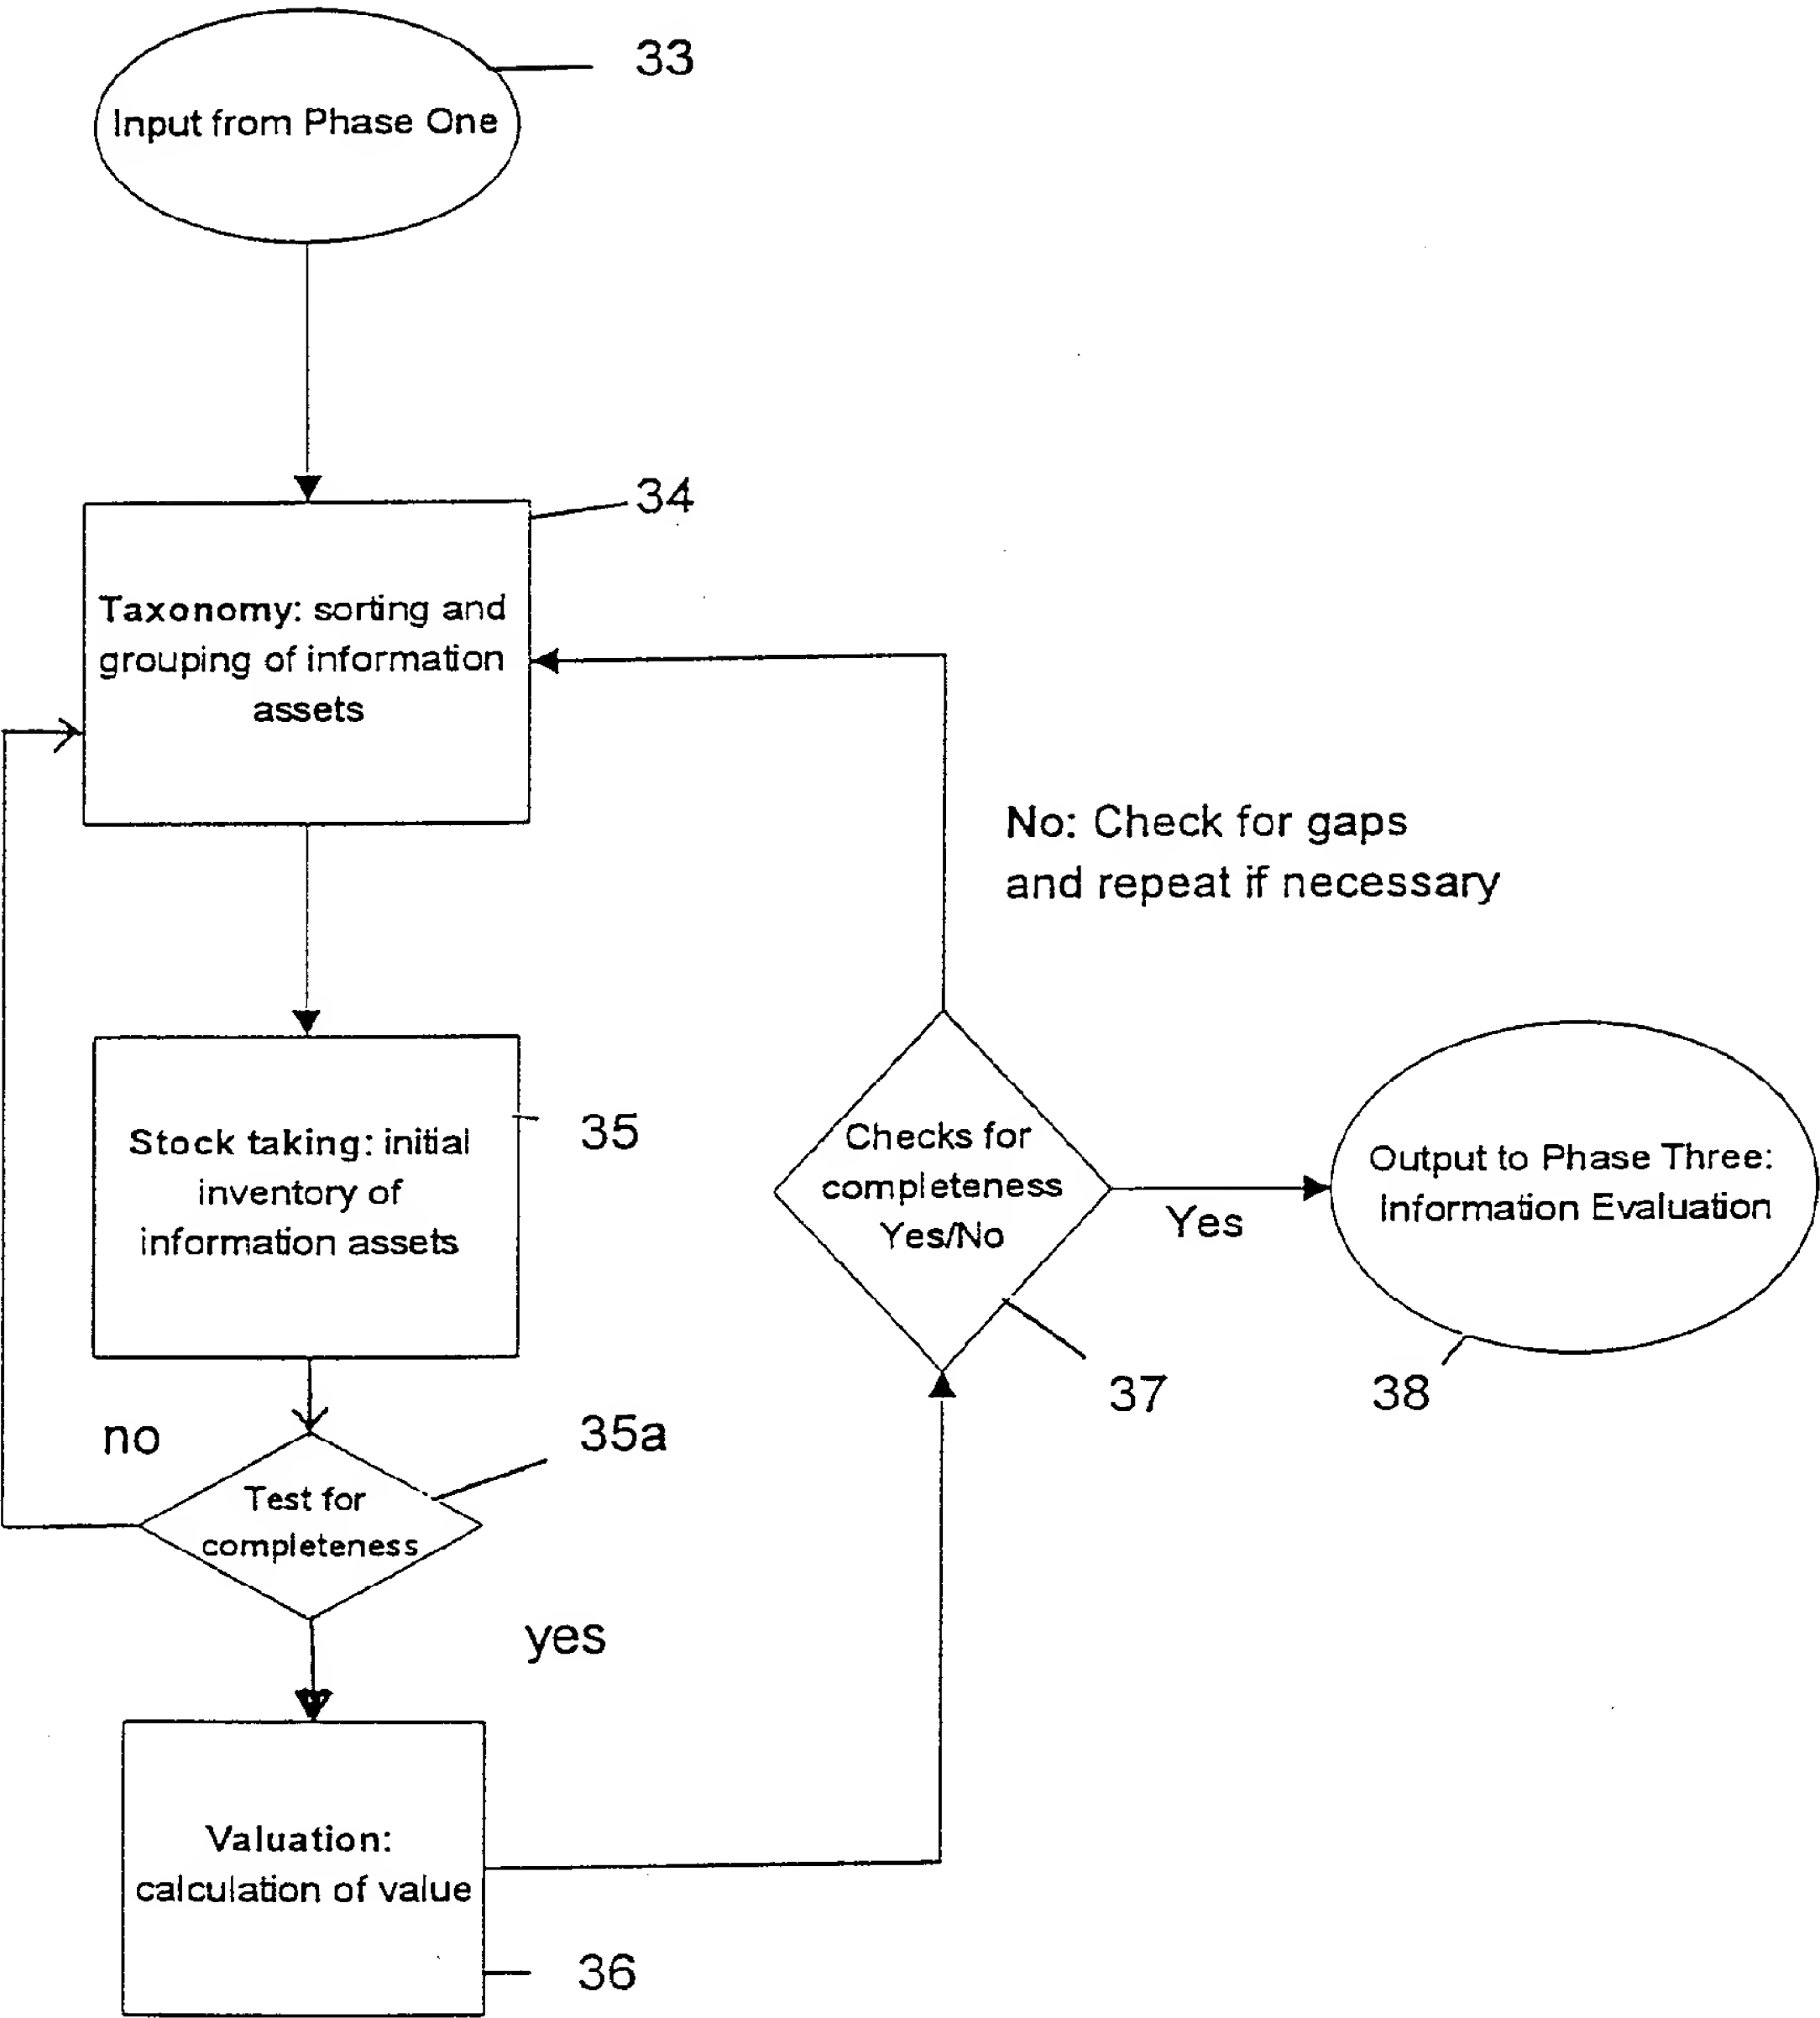 33
Input from Phase One
34
Taxonomy: sorting and
grouping of information
assets
No: Check for gaps
and repeat if necessary
35
Stock taking: initial
inventory of
information assets
Checks for
completeness
Yes/No
Yes
Output to Phase Three:
Information Evaluation
37
38
no
35a
Test for
completeness
yes
Valuation:
calculation of value
36